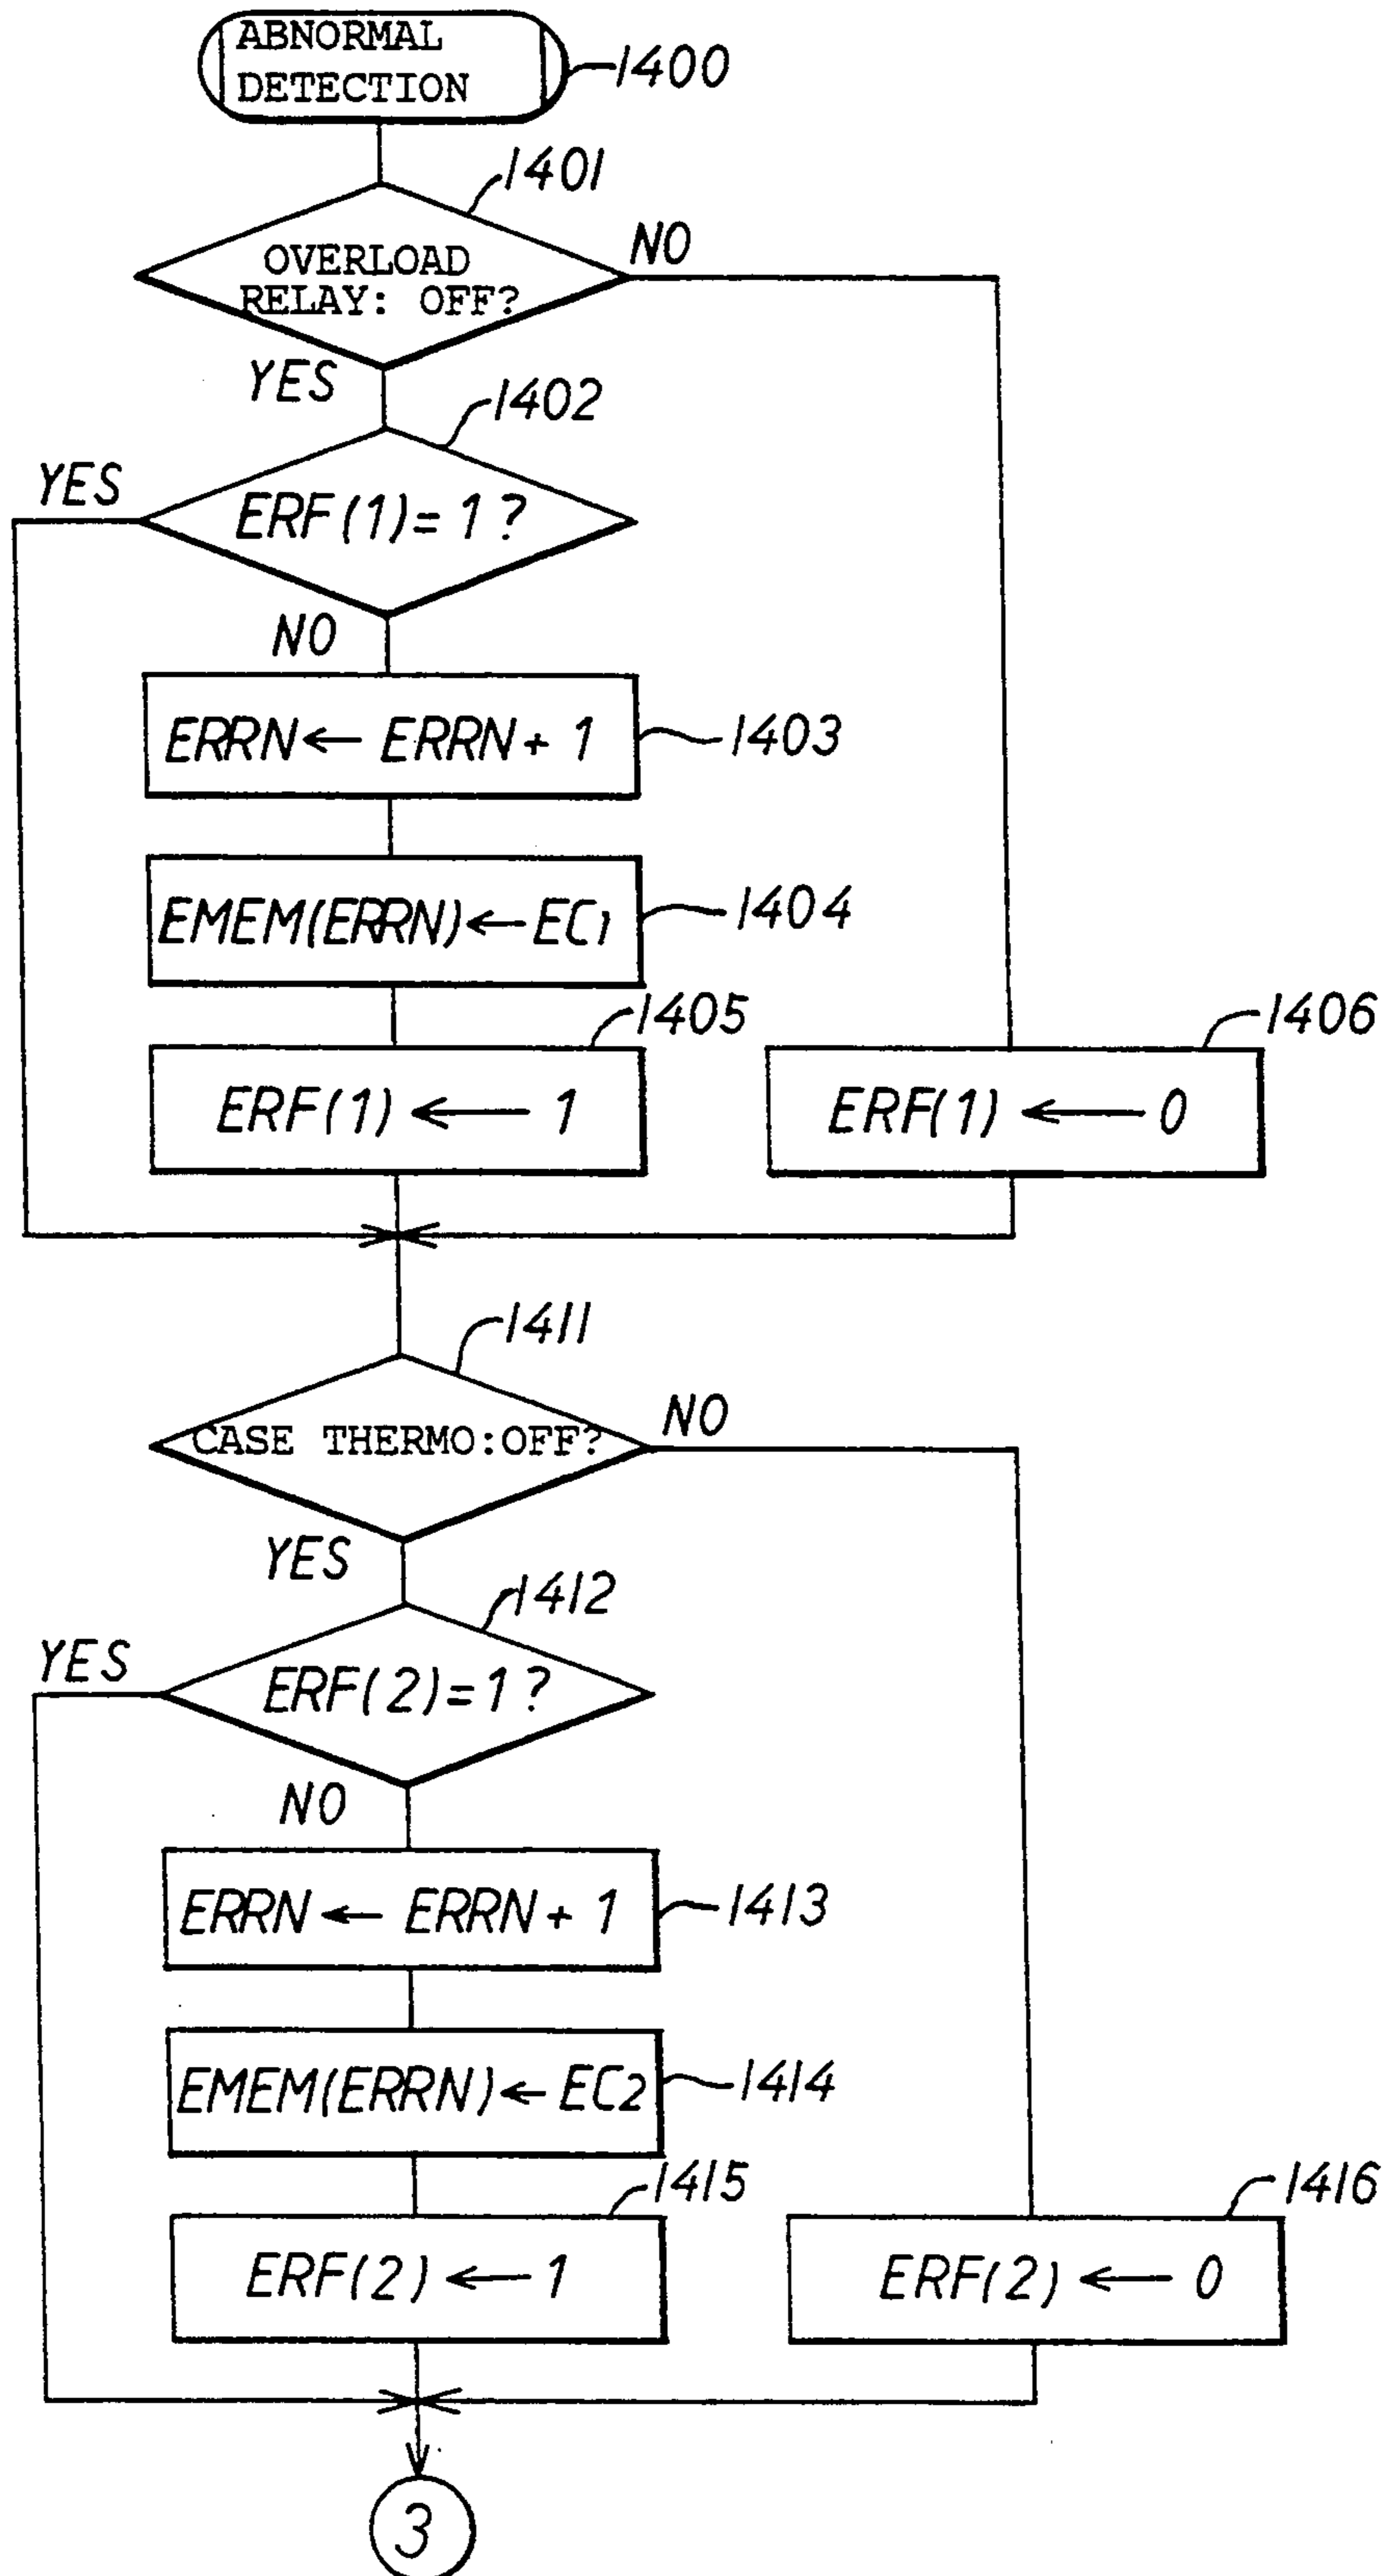 ABNORMAL
DETECTION
1400
1401
OVERLOAD
RELAY: OFF?
NO
YES
1402
YES
ERF(1)=1?
NO
ERRN← ERRN+1
1403
EMEM(ERRN)←EC1
1404
1405
ERF(1)←1
1406
ERF(1)←0
1411
CASE THERMO:OFF?
NO
YES
1412
YES
ERF(2)=1?
NO
ERRN← ERRN+1
1413
EMEM(ERRN)←EC2
1414
1415
ERF(2)←1
1416
ERF(2)←0
3